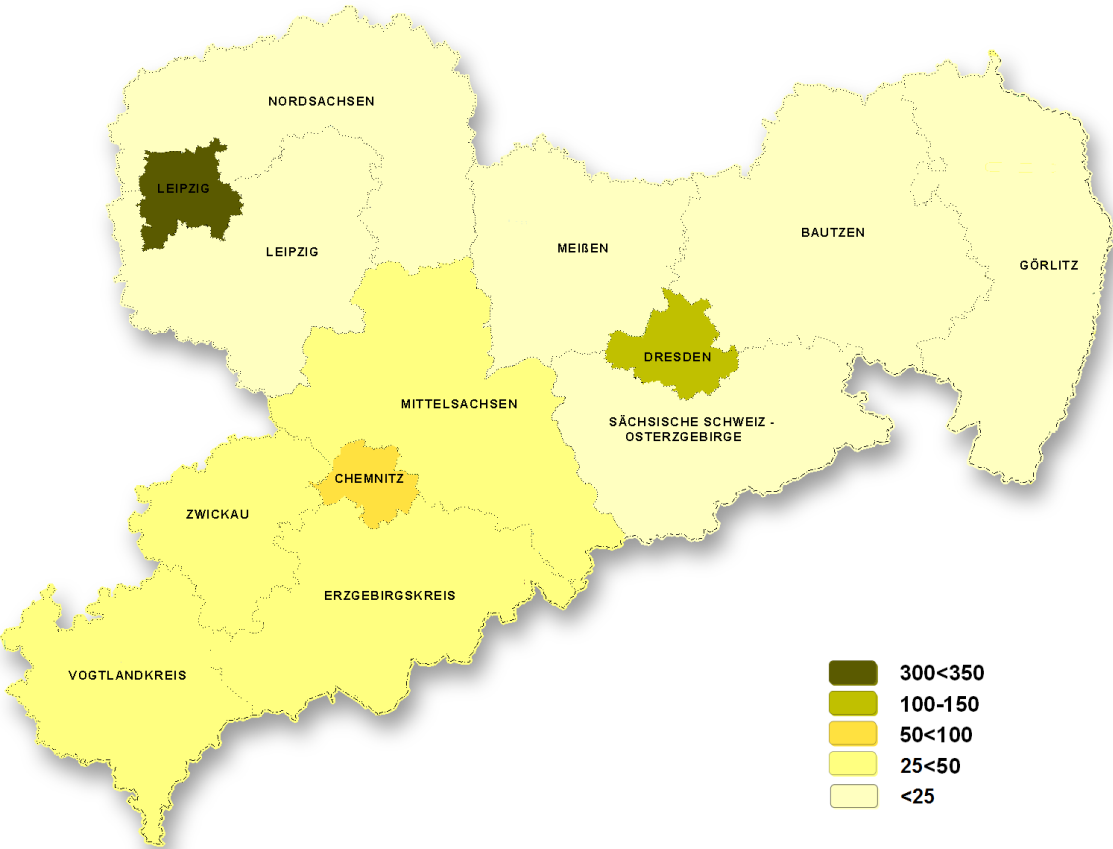 NORDSACHSEN
LEIPZIG
LEIPZIG
MEIßEN
BAUTZEN
GÖRLITZ
DRESDEN
MITTELSACHSEN
SÄCHSISCHE SCHWEIZ -
OSTERZGEBIRGE
CHEMNITZ
ZWICKAU
ERZGEBIRGSKREIS
VOGTLANDKREIS
300<350
100-150
50<100
25<50
<25